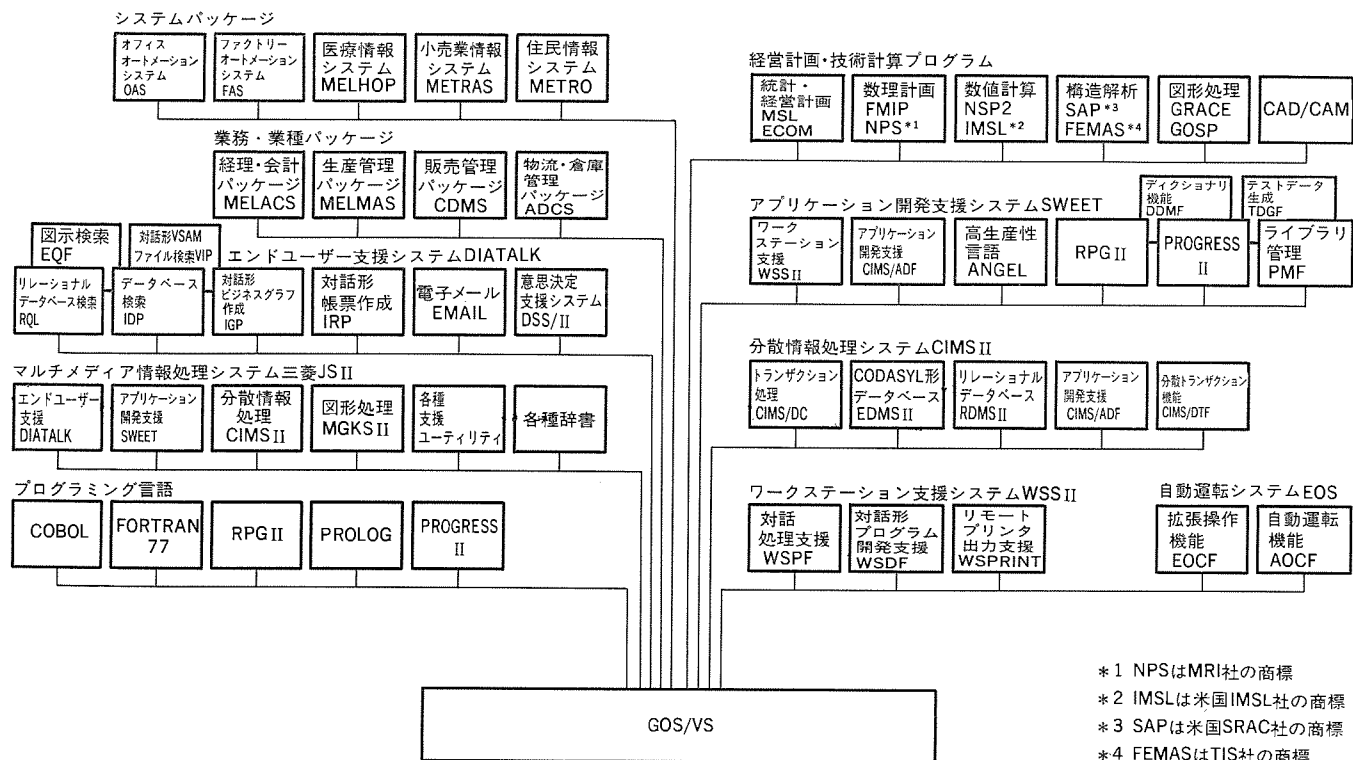 システムパッケージ
オフィス
オートメーション
システム
OAS
ファクトリー
オートメーション
システム
FAS
医療情報
システム
MELHOP
小売業情報
システム
METRAS
住民情報
システム
METRO
業務・業種パッケージ
経理・会計
パッケージ
MELACS
生産管理
パッケージ
MELMAS
販売管理
パッケージ
CDMS
物流・倉庫
管理
パッケージ
ADCS
図示検索
EQF
対話形VSAM
ファイル検索VIP
エンドユーザー支援システムDIATALK
リレーショナル
データベース検索
RQL
データベース
検索
IDP
対話形
ビジネスグラフ
作成
IGP
対話形
帳票作成
IRP
電子メール
EMAIL
意思決定
支援システム
DSS/II
マルチメディア情報処理システム三菱JSII
エンドユーザー
支援
DIATALK
アプリケーション
開発支援
SWEET
分散情報
処理
CIMSII
図形処理
MGKSII
各種
支援
ユーティリティ
各種辞書
プログラミング言語
COBOL
FORTRAN
77
RPGII
PROLOG
PROGRESS
II
経営計画・技術計算プログラム
統計・
経営計画
MSL
ECOM
数理計画
FMIP
NPS*1
数値計算
NSP2
IMSL*2
構造解析
SAP*3
FEMAS*4
図形処理
GRACE
GOSP
CAD/CAM
ディクショナリ
機能
DDMF
テストデータ
生成
TDGF
アプリケーション開発支援システムSWEET
ワーク
ステーション
支援
WSSII
アプリケーション
開発支援
CIMS/ADF
高生産性
言語
ANGEL
RPGII
PROGRESS
II
ライブラリ
管理
PMF
分散情報処理システムCIMSII
トランザクション
処理
CIMS/DC
CODASYL形
データベース
EDMSII
リレーショナル
データベース
RDMSII
アプリケーション
開発支援
CIMS/ADF
分散トランザクション
機能
CIMS/DTF
ワークステーション支援システムWSSII
対話
処理支援
WSPF
対話形
プログラム
開発支援
WSDF
リモート
プリンタ
出力支援
WSPRINT
自動運転システムEOS
拡張操作
機能
EOCF
自動運転
機能
AOCF
GOS/VS
*1 NPSはMRI社の商標
*2 IMSLは米国IMSL社の商標
*3 SAPは米国SRAC社の商標
*4 FEMASはTIS社の商標